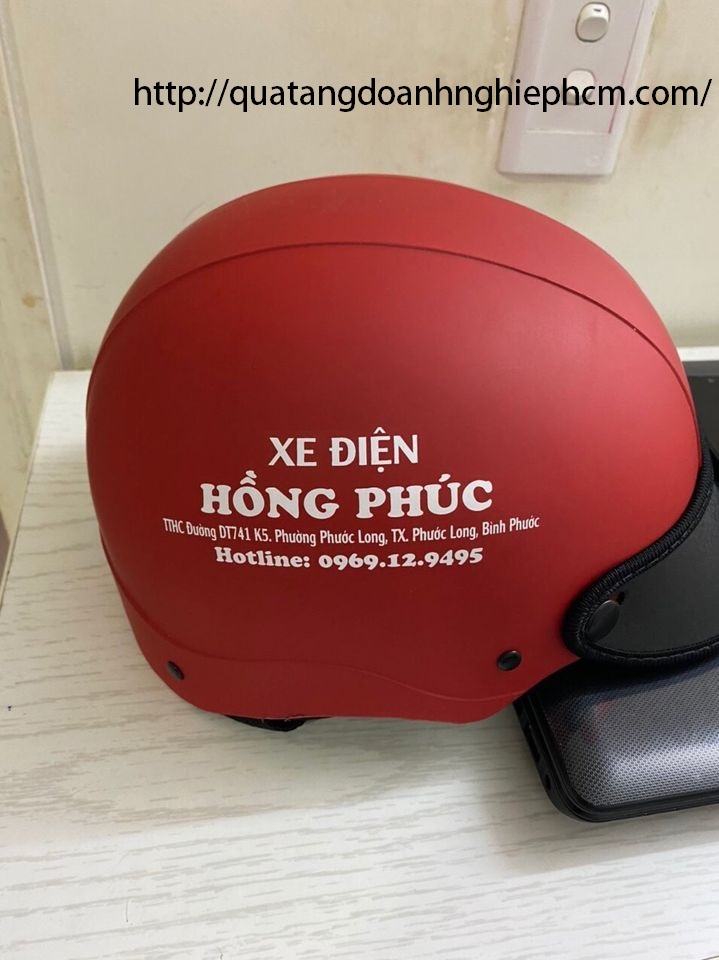 http://quatangdoanhnghiephcm.com/
XE ĐIỆN
HỒNG PHÚC
TTHC Đường DT741 K5. Phường Phước Long, TX. Phước Long, Bình Phước
Hotline: 0969.12.9495